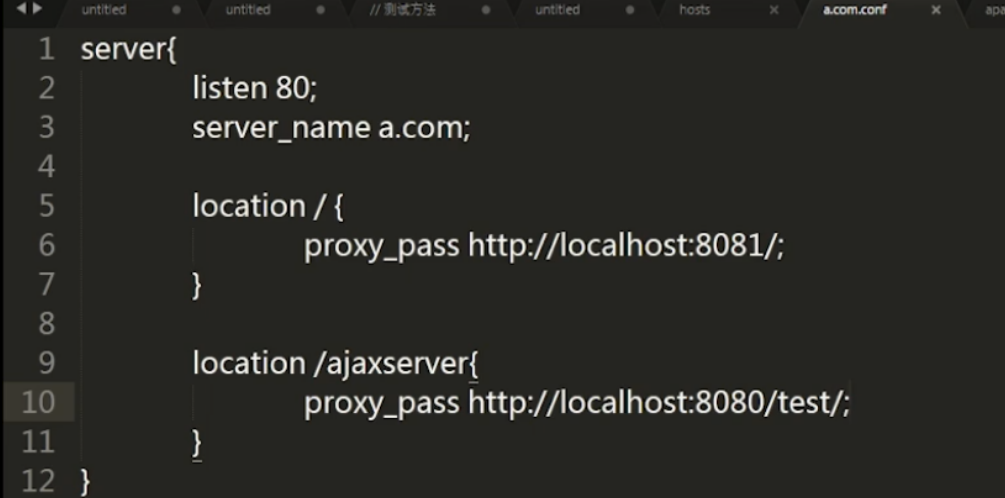 untitled untitled // 测试方法 untitled hosts a.com.conf apa
1 server{
2 listen 80;
3 server_name a.com;
4
5 location / {
6 proxy_pass http://localhost:8081/;
7 }
8
9 location /ajaxserver{
10 proxy_pass http://localhost:8080/test/;
11 }
12 }